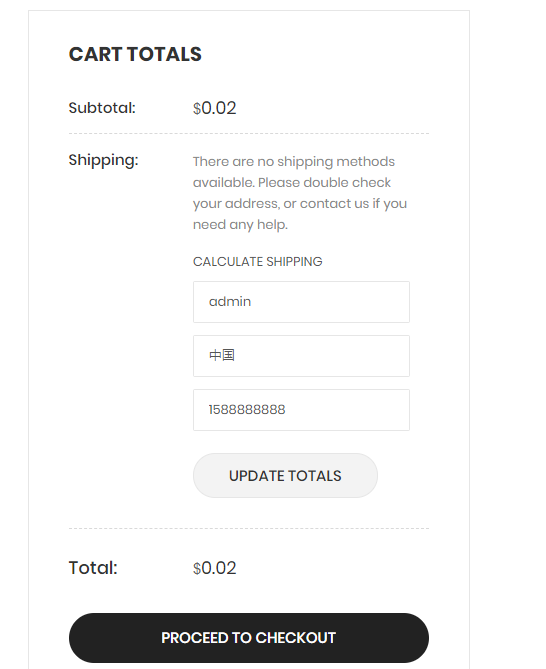 CART TOTALS
Subtotal: $0.02
Shipping: There are no shipping methods
available. Please double check
your address, or contact us if you
need any help.
CALCULATE SHIPPING
admin
中国
1588888888
UPDATE TOTALS
Total: $0.02
PROCEED TO CHECKOUT